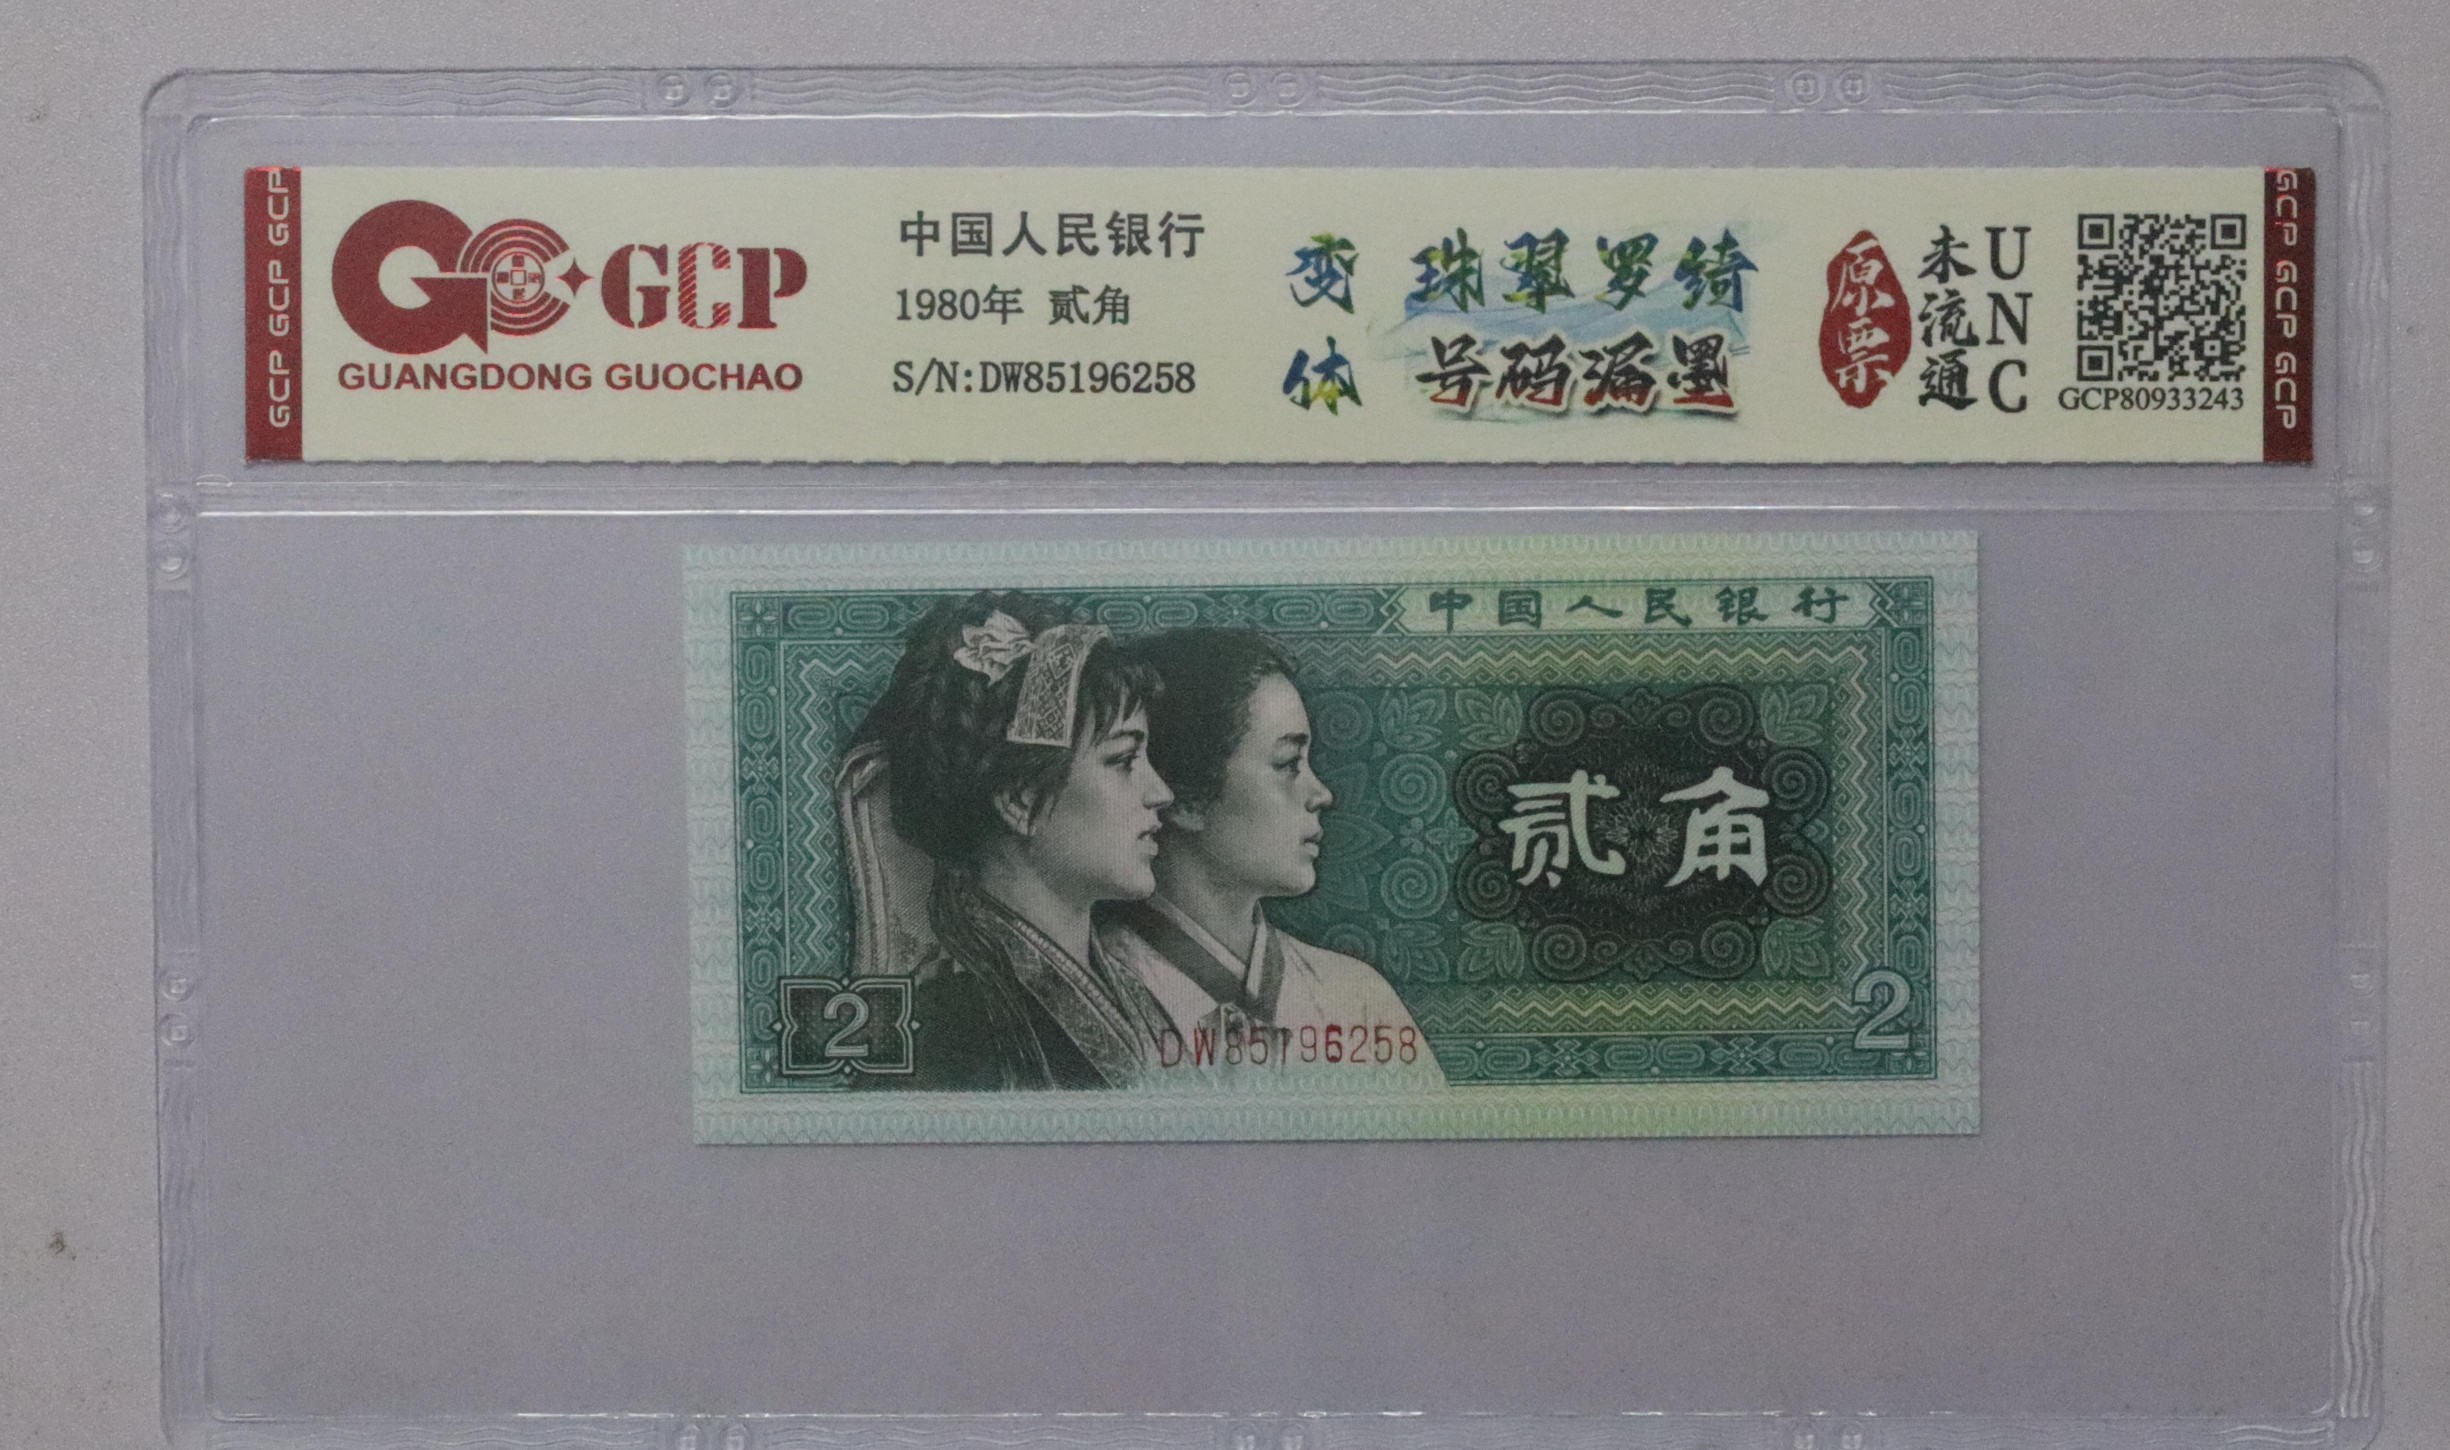 GCP GCP GCP
GCP
GUANGDONG GUOCHAO
中国人民银行
1980年 贰角
S/N:DW85196258
变体
珠翠罗绮
号码漏墨
原票
未流通
UNC
GCP80933243
GCP GCP GCP
中国人民银行
贰角
2
DW85196258
2